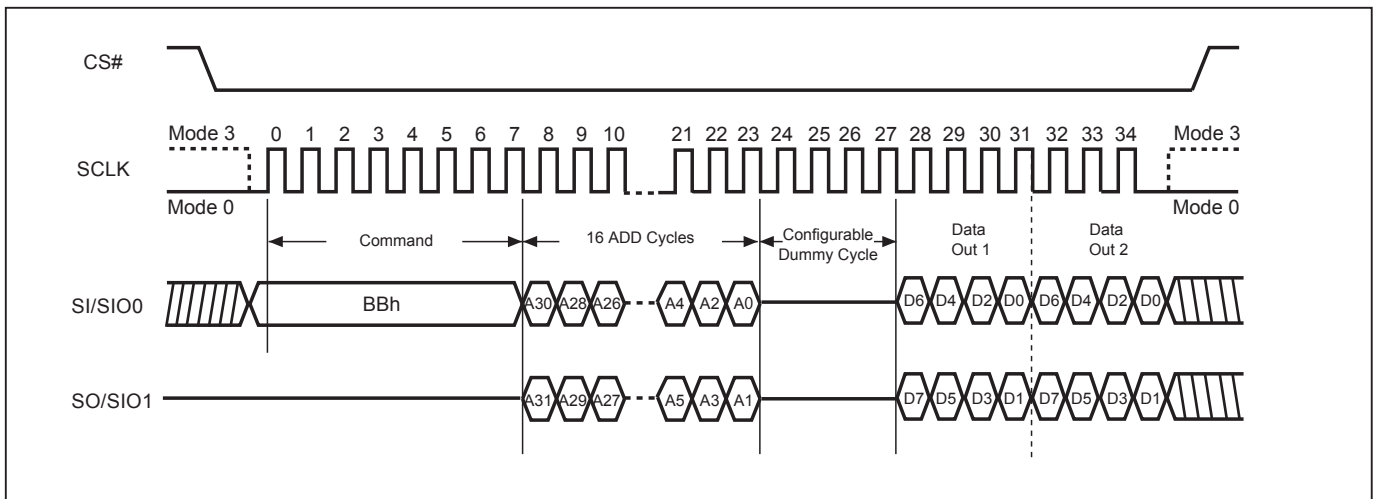 CS#
Mode 3 0 1 2 3 4 5 6 7 8 9 10 21 22 23 24 25 26 27 28 29 30 31 32 33 34 Mode 3
SCLK
Mode 0 Mode 0
Command 16 ADD Cycles Configurable Dummy Cycle Data Out 1 Data Out 2
SI/SIO0 BBh A30 A28 A26 A4 A2 A0 D6 D4 D2 D0 D6 D4 D2 D0
SO/SIO1 A31 A29 A27 A5 A3 A1 D7 D5 D3 D1 D7 D5 D3 D1